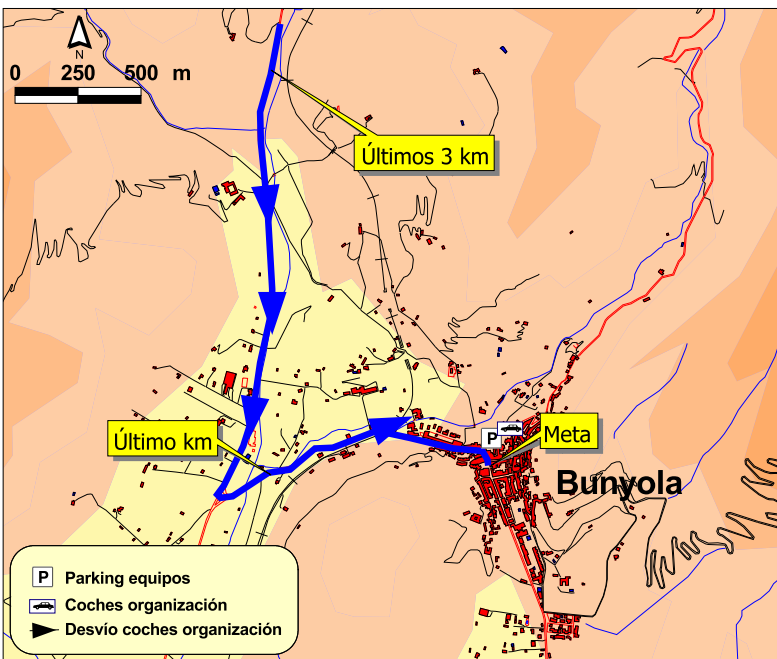 N
0 250 500 m
Últimos 3 km
Último km
P
Meta
Bunyola
P Parking equipos
Coches organización
Desvío coches organización